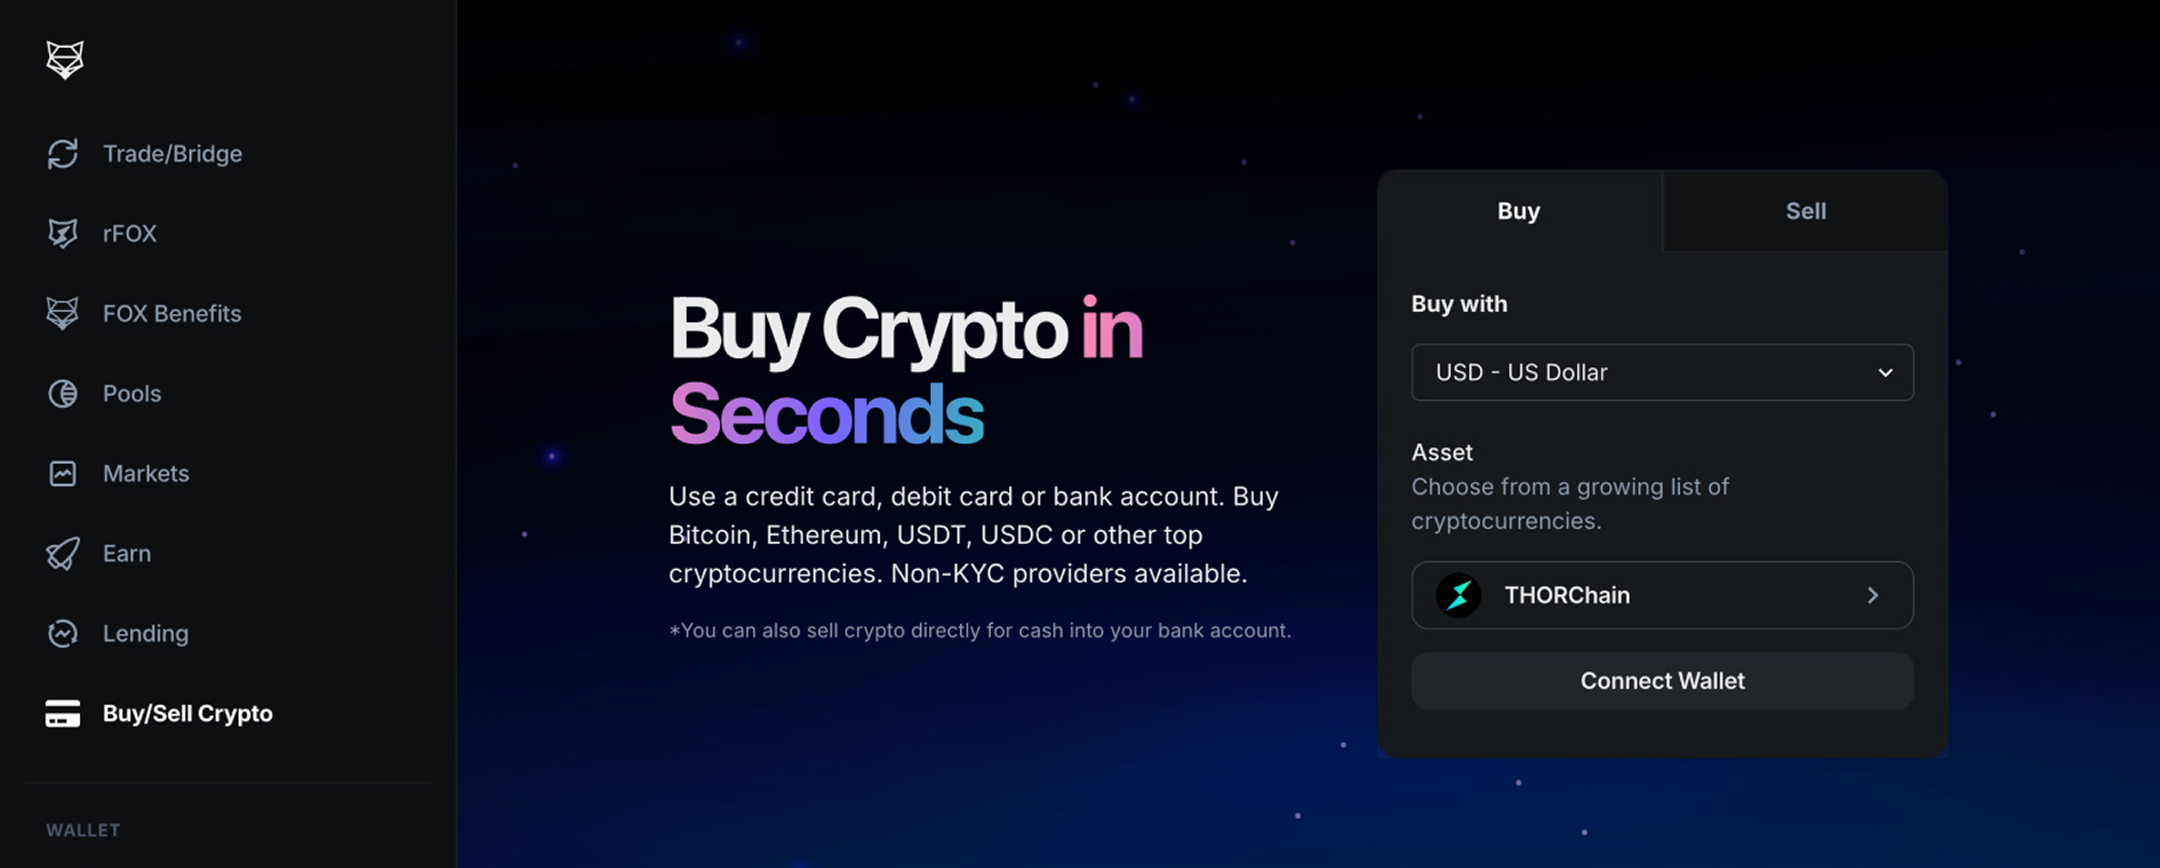 Trade/Bridge
rFOX
FOX Benefits
Pools
Markets
Earn
Lending
Buy/Sell Crypto
WALLET
Buy Crypto in
Seconds
Use a credit card, debit card or bank account. Buy
Bitcoin, Ethereum, USDT, USDC or other top
cryptocurrencies. Non-KYC providers available.
*You can also sell crypto directly for cash into your bank account.
Buy
Sell
Buy with
USD - US Dollar
Asset
Choose from a growing list of
cryptocurrencies.
THORChain
Connect Wallet